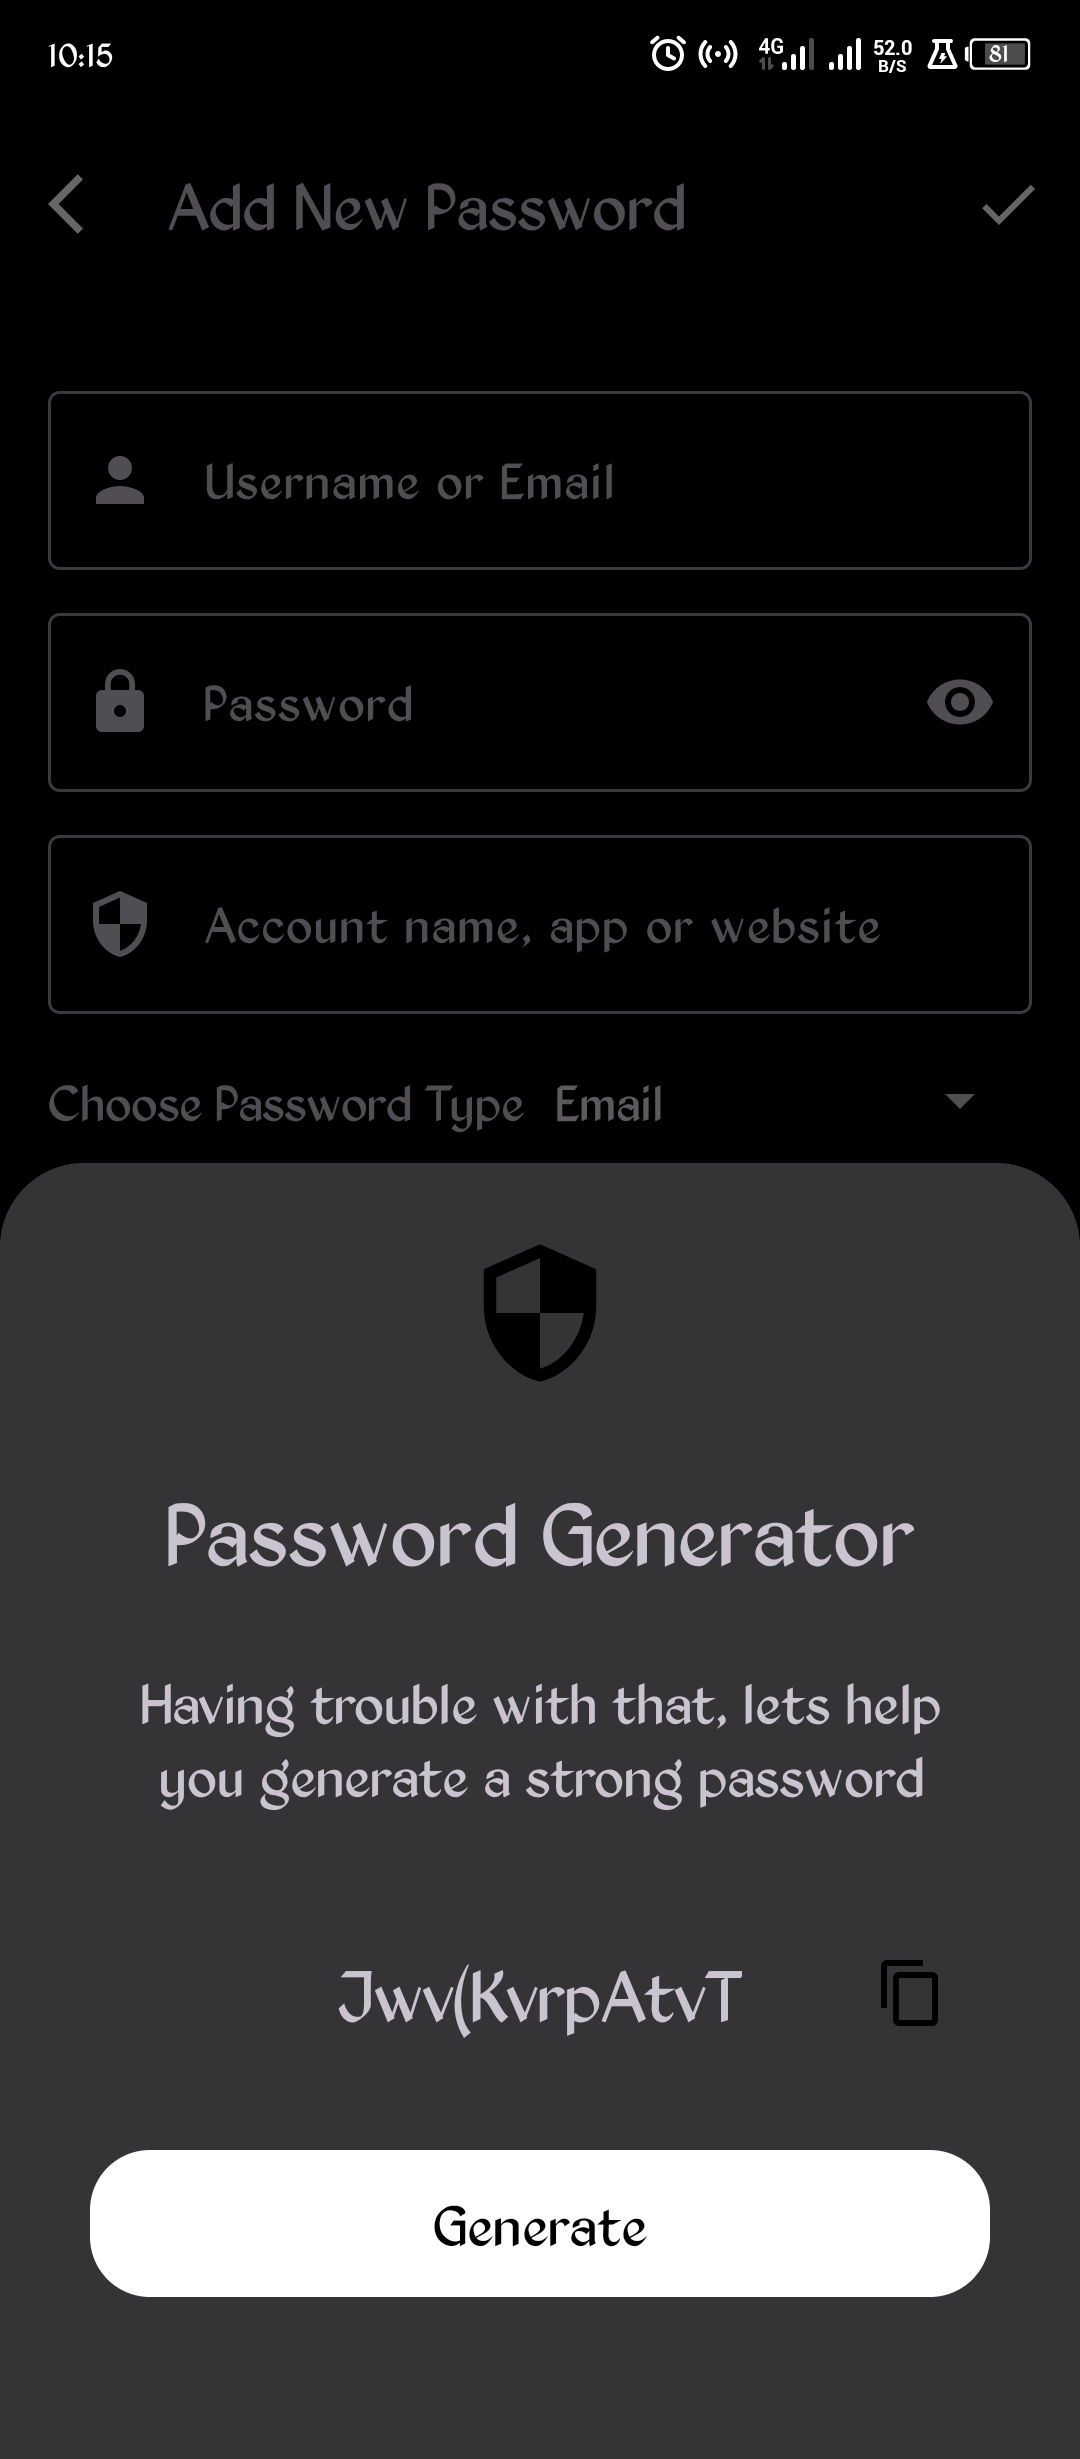 10:15
4G
52.0
B/S
81
Add New Password
Username or Email
Password
Account name, app or website
Choose Password Type Email
Password Generator
Having trouble with that, lets help
you generate a strong password
Jwv(KvrpAtvT
Generate